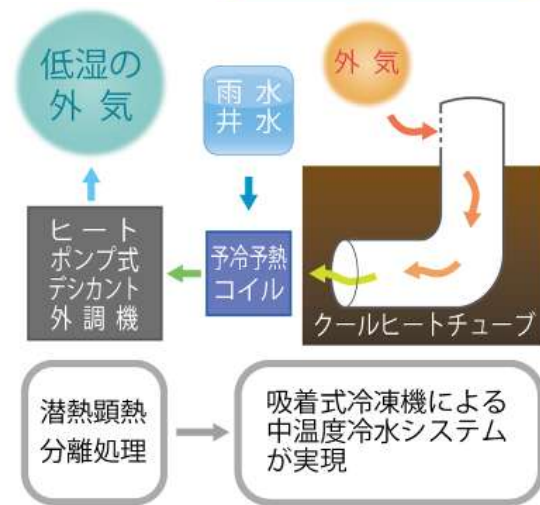 低湿の
外気
雨水
井水
外気
ヒート
ポンプ式
デシカント
外調機
予冷予熱
コイル
クールヒートチューブ
潜熱顕熱
分離処理
吸着式冷凍機による
中温度冷水システム
が実現